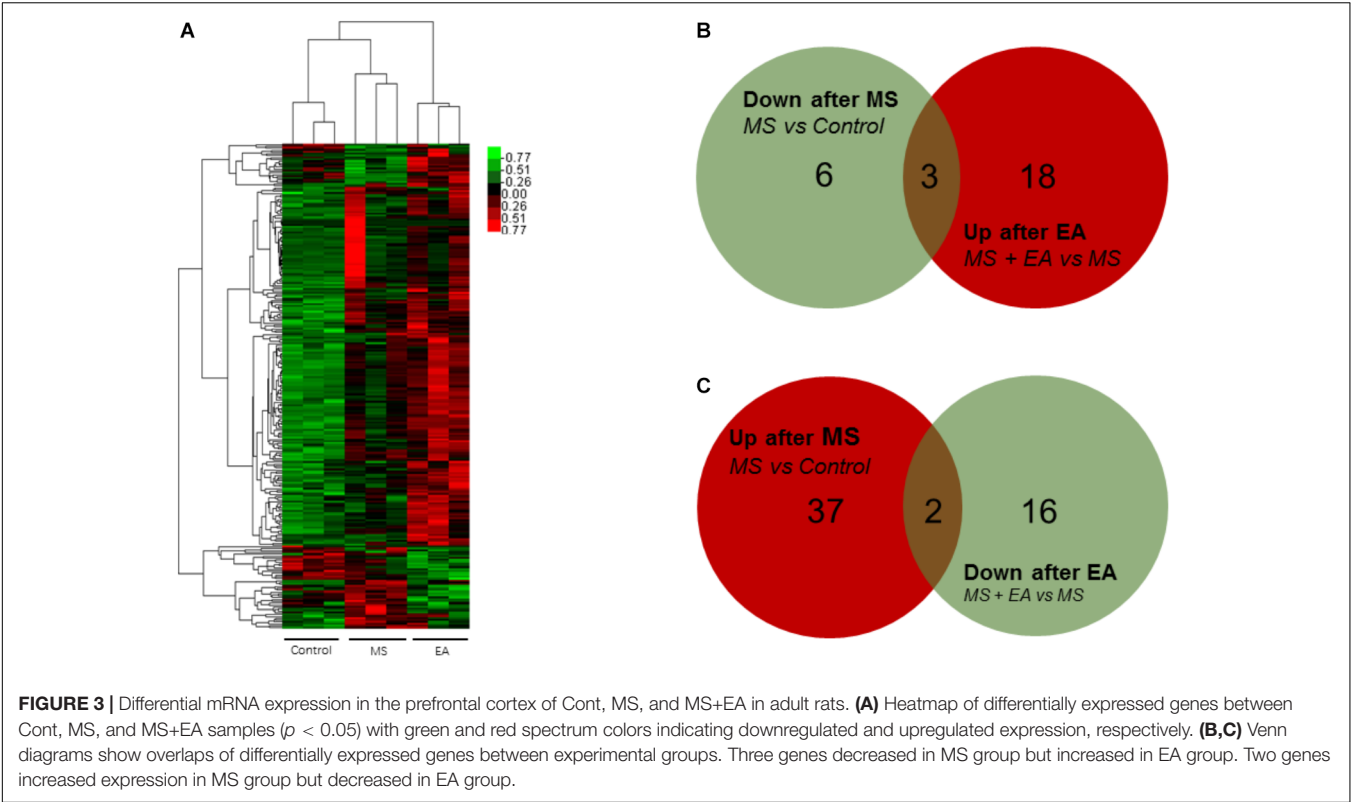 A
-0.77
-0.51
-0.26
0.00
0.26
0.51
0.77
Control
MS
EA
B
Down after MS
MS vs Control
6
3
18
Up after EA
MS + EA vs MS
C
Up after MS
MS vs Control
37
2
16
Down after EA
MS + EA vs MS
FIGURE 3 | Differential mRNA expression in the prefrontal cortex of Cont, MS, and MS+EA in adult rats. (A) Heatmap of differentially expressed genes between
Cont, MS, and MS+EA samples (p < 0.05) with green and red spectrum colors indicating downregulated and upregulated expression, respectively. (B,C) Venn
diagrams show overlaps of differentially expressed genes between experimental groups. Three genes decreased in MS group but increased in EA group. Two genes
increased expression in MS group but decreased in EA group.